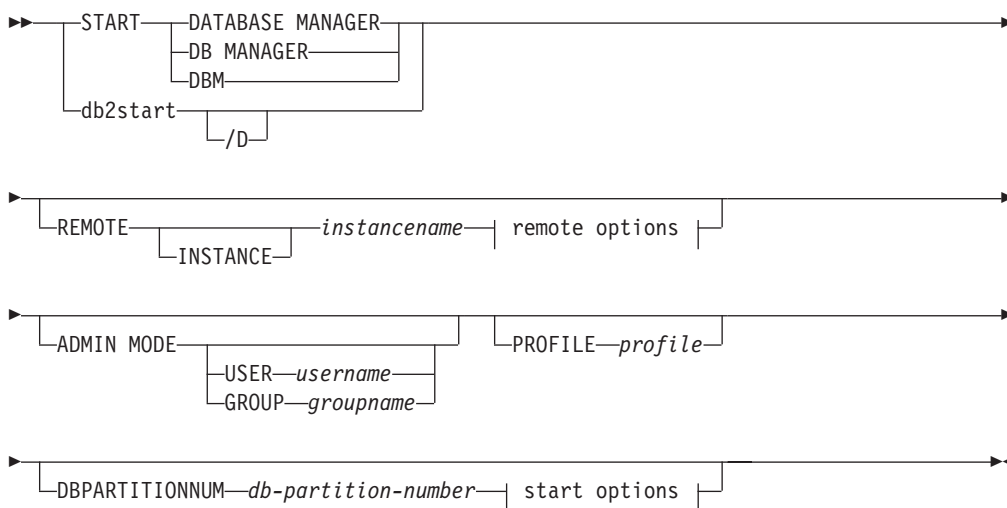 START DATABASE MANAGER
DB MANAGER
DBM
db2start
/D
REMOTE instancename remote options
INSTANCE
ADMIN MODE PROFILE profile
USER username
GROUP groupname
DBPARTITIONNUM db-partition-number start options